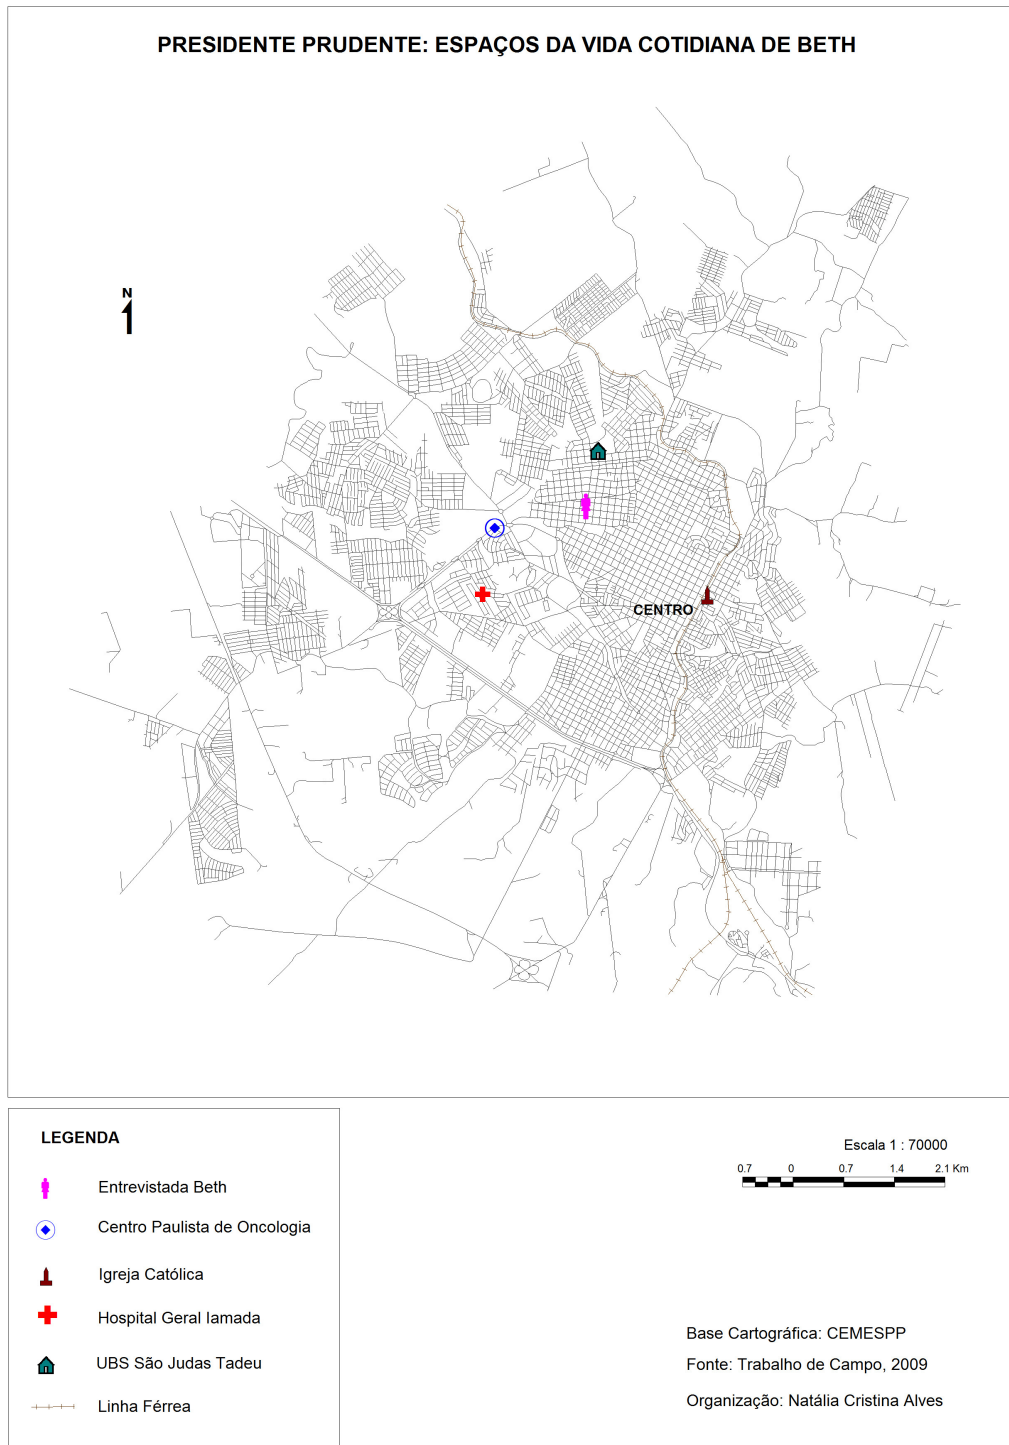 PRESIDENTE PRUDENTE: ESPAÇOS DA VIDA COTIDIANA DE BETH
N
CENTRO
LEGENDA
Entrevistada Beth
Centro Paulista de Oncologia
Igreja Católica
Hospital Geral Iamada
UBS São Judas Tadeu
Linha Férrea
Escala 1 : 70000
0.7 0 0.7 1.4 2.1 Km
Base Cartográfica: CEMESPP
Fonte: Trabalho de Campo, 2009
Organização: Natália Cristina Alves